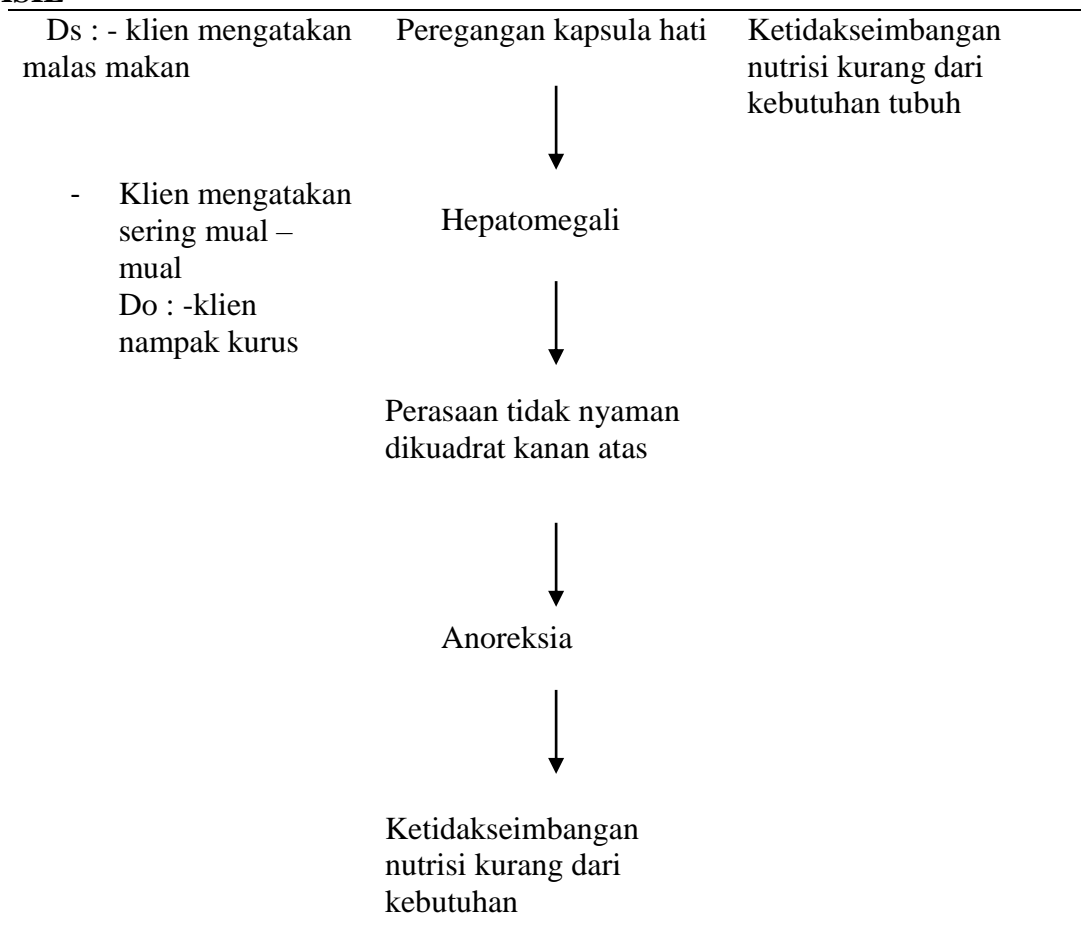 Ds : - klien mengatakan
malas makan
- Klien mengatakan
sering mual –
mual
Do : -klien
nampak kurus
Peregangan kapsula hati
Hepatomegali
Perasaan tidak nyaman
dikuadrat kanan atas
Anoreksia
Ketidakseimbangan
nutrisi kurang dari
kebutuhan
Ketidakseimbangan
nutrisi kurang dari
kebutuhan tubuh